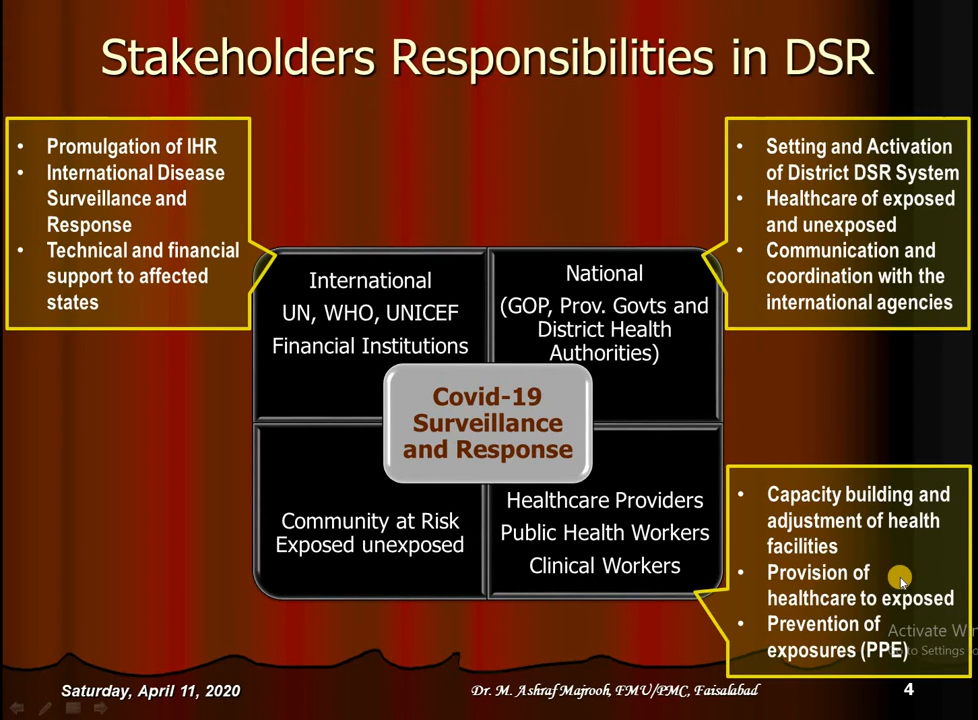 Stakeholders Responsibilities in DSR
• Promulgation of IHR
• International Disease
Surveillance and
Response
• Technical and financial
support to affected
states
• Setting and Activation
of District DSR System
• Healthcare of exposed
and unexposed
• Communication and
coordination with the
international agencies
International
UN, WHO, UNICEF
Financial Institutions
National
(GOP, Prov. Govts and
District Health
Authorities)
Covid-19
Surveillance
and Response
Community at Risk
Exposed unexposed
Healthcare Providers
Public Health Workers
Clinical Workers
• Capacity building and
adjustment of health
facilities
• Provision of
healthcare to exposed
• Prevention of
exposures (PPE)
Activate Win
to Settings
Saturday, April 11, 2020
Dr. M. Ashraf Majrooh, FMU/PMC, Faisalabad
4